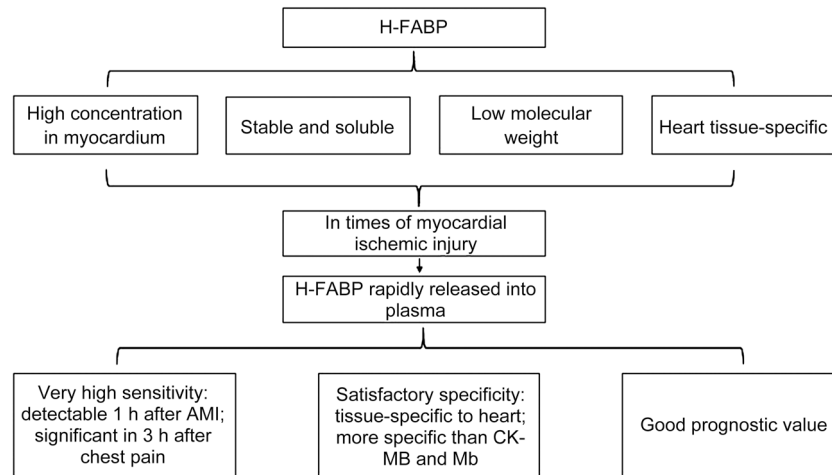 H-FABP
High concentration
in myocardium
Stable and soluble
Low molecular
weight
Heart tissue-specific
In times of myocardial
ischemic injury
H-FABP rapidly released into
plasma
Very high sensitivity:
detectable 1 h after AMI;
significant in 3 h after
chest pain
Satisfactory specificity:
tissue-specific to heart;
more specific than CK-
MB and Mb
Good prognostic value